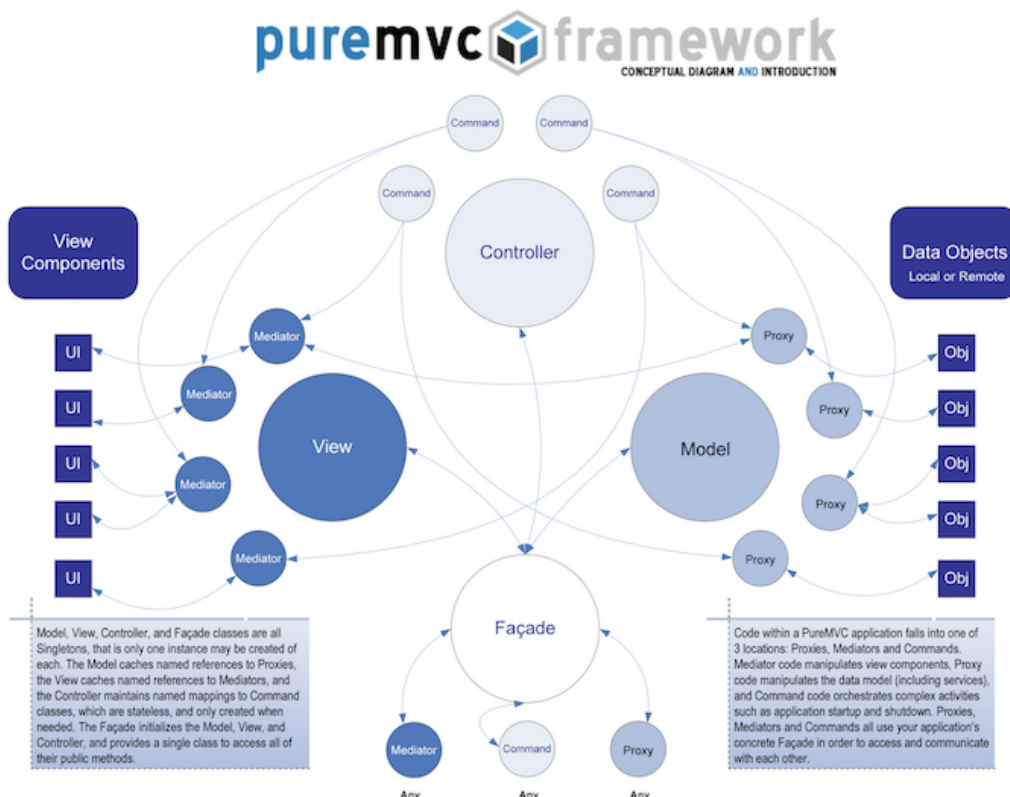 puremvc framework
CONCEPTUAL DIAGRAM AND INTRODUCTION
Command
Command
Command
Command
Controller
View
Components
Data Objects
Local or Remote
Mediator
Proxy
UI
Obj
Mediator
Proxy
UI
Obj
View
Model
UI
Obj
Mediator
Proxy
UI
Obj
Mediator
Proxy
UI
Obj
Façade
Model, View, Controller, and Façade classes are all
Singletons, that is only one instance may be created of
each. The Model caches named references to Proxies,
the View caches named references to Mediators, and
the Controller maintains named mappings to Command
classes, which are stateless, and only created when
needed. The Façade initializes the Model, View, and
Controller, and provides a single class to access all of
their public methods.
Code within a PureMVC application falls into one of
3 locations: Proxies, Mediators and Commands.
Mediator code manipulates view components, Proxy
code manipulates the data model (including services),
and Command code orchestrates complex activities
such as application startup and shutdown. Proxies,
Mediators and Commands all use your application's
concrete Façade in order to access and communicate
with each other.
Mediator
Command
Proxy
Any
Any
Any